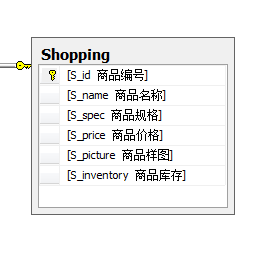 Shopping
[S_id 商品编号]
[S_name 商品名称]
[S_spec 商品规格]
[S_price 商品价格]
[S_picture 商品样图]
[S_inventory 商品库存]